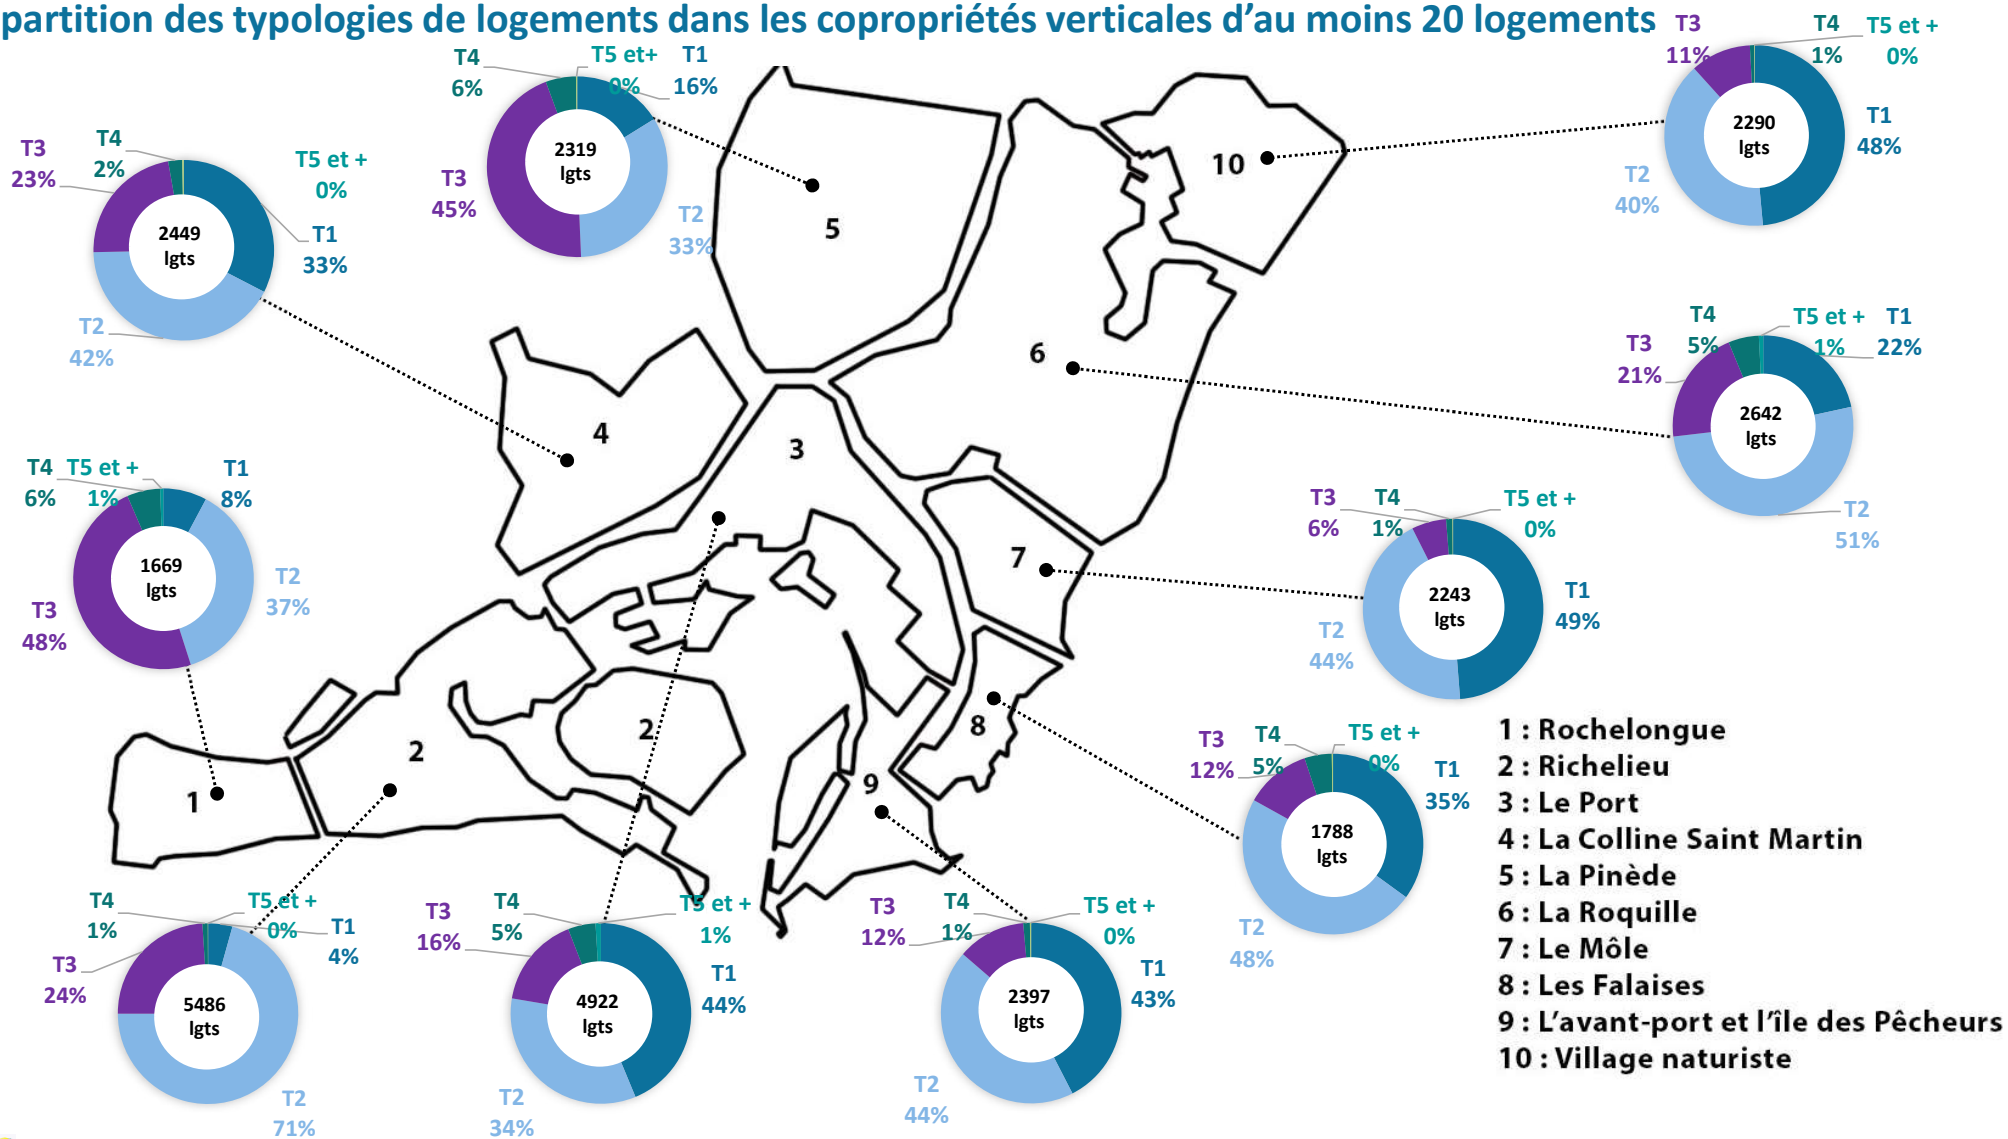 partition des typologies de logements dans les copropriétés verticales d'au moins 20 logements
T4
6%
T5 et+
0%
T1
16%
T3
45%
T2
33%
2319
lgts
T3
11%
T4
1%
T5 et +
0%
T1
48%
T2
40%
2290
lgts
T3
23%
T4
2%
T5 et +
0%
T1
33%
T2
42%
2449
lgts
5
10
6
4
3
7
2
2
1
8
9
T3
21%
T4
5%
T5 et +
1%
T1
22%
T2
51%
2642
lgts
T4
6%
T5 et +
1%
T1
8%
T2
37%
T3
48%
1669
lgts
T3
6%
T4
1%
T5 et +
0%
T1
49%
T2
44%
2243
lgts
T3
12%
T4
5%
T5 et +
0%
T1
35%
T2
48%
1788
lgts
T4
1%
T5 et +
0%
T1
4%
T3
24%
T2
71%
5486
lgts
T3
16%
T4
5%
T5 et +
1%
T1
44%
T2
34%
4922
lgts
T3
12%
T4
1%
T5 et +
0%
T1
43%
T2
44%
2397
lgts
1 : Rochelongue
2 : Richelieu
3 : Le Port
4 : La Colline Saint Martin
5 : La Pinède
6 : La Roquille
7 : Le Môle
8 : Les Falaises
9 : L'avant-port et l'île des Pêcheurs
10 : Village naturiste